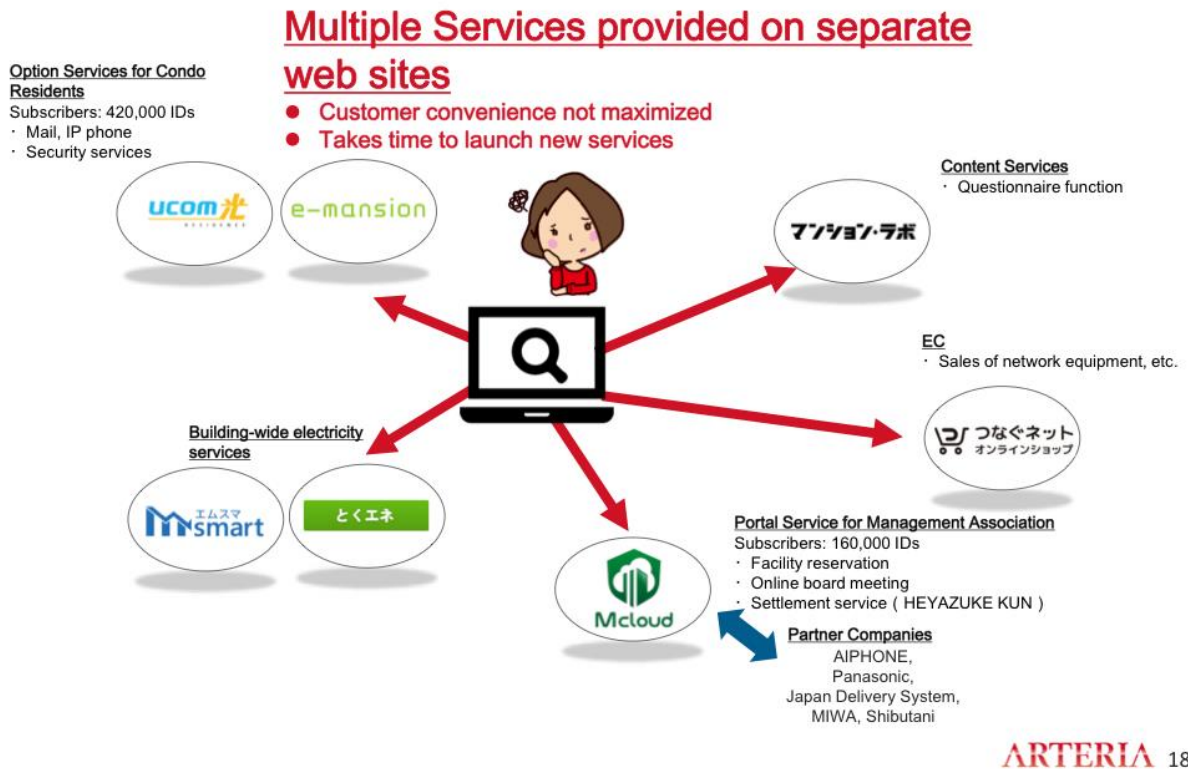 Multiple Services provided on separate
web sites
● Customer convenience not maximized
● Takes time to launch new services
Option Services for Condo
Residents
Subscribers: 420,000 IDs
・ Mail, IP phone
・ Security services
ucom光
RESIDENCE
e-mansion
Content Services
・ Questionnaire function
マンション・ラボ
EC
・ Sales of network equipment, etc.
つなぐネット
オンラインショップ
Building-wide electricity
services
エムスマ
Msmart
とくエネ
Mcloud
Portal Service for Management Association
Subscribers: 160,000 IDs
・ Facility reservation
・ Online board meeting
・ Settlement service ( HEYAZUKE KUN )
Partner Companies
AIPHONE,
Panasonic,
Japan Delivery System,
MIWA, Shibutani
ARTERIA 18